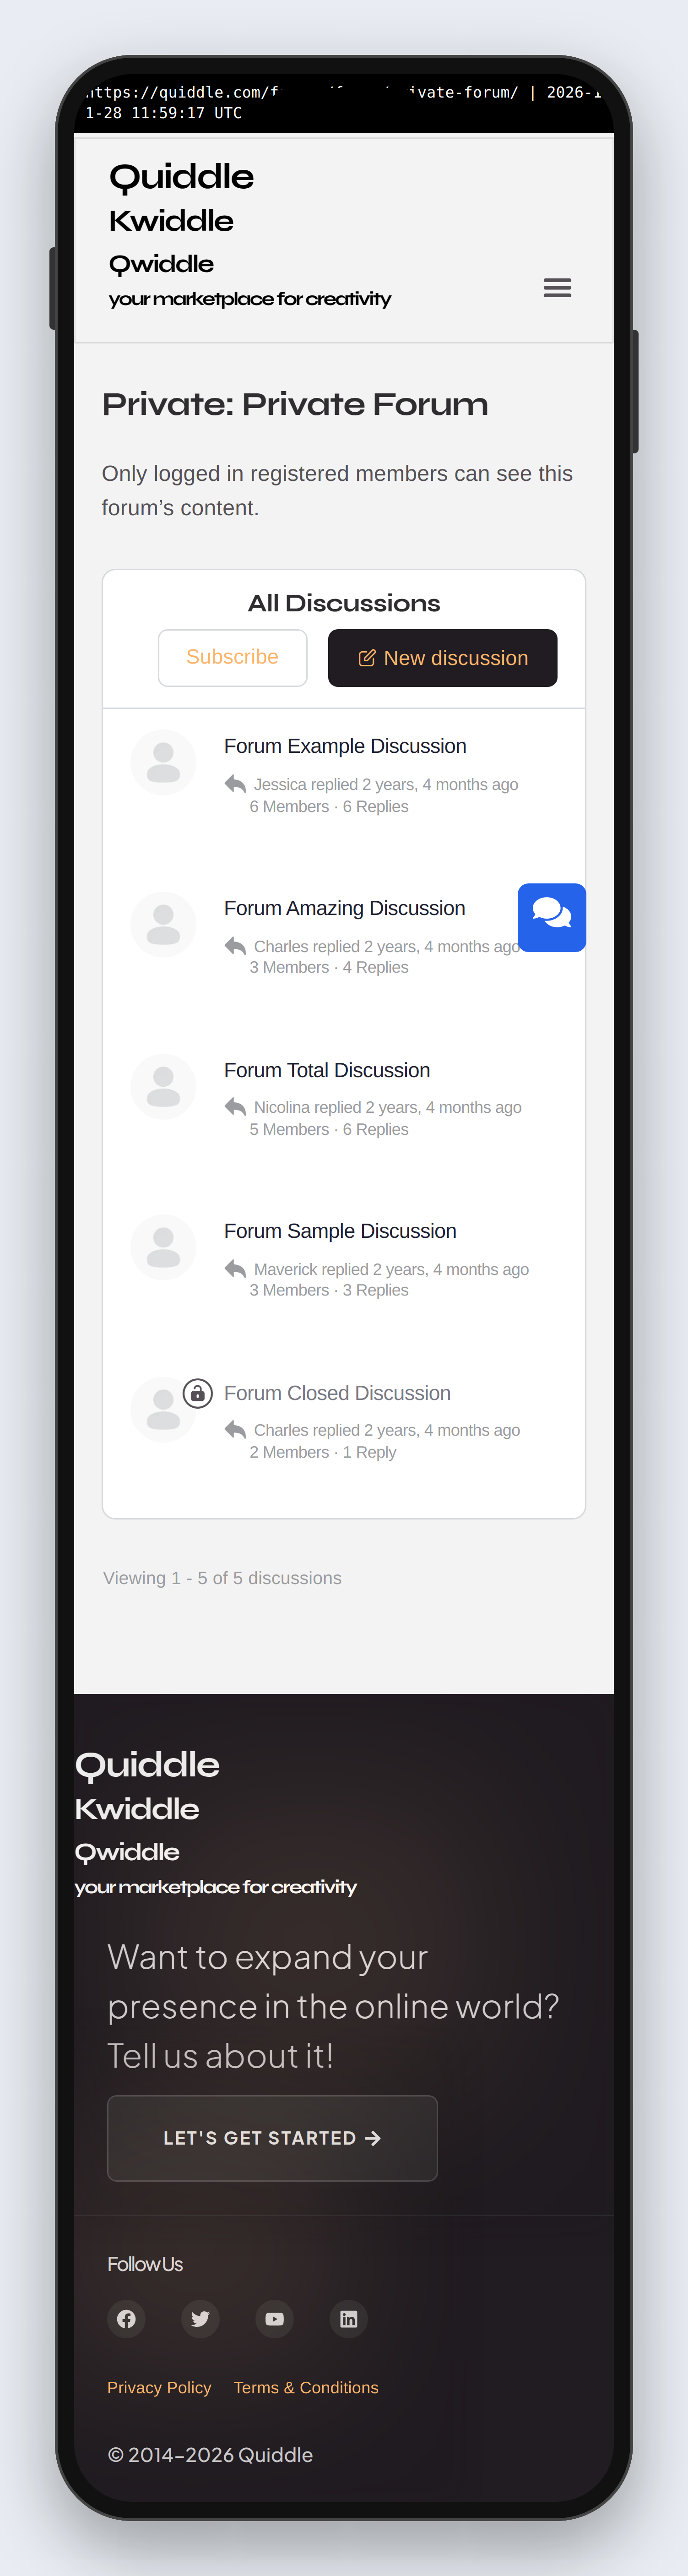 https://quiddle.com/ | 2026-1
1-28 11:59:17 UTC
Quiddle
Kwiddle
Qwiddle
your marketplace for creativity
Private: Private Forum
Only logged in registered members can see this
forum’s content.
All Discussions
Subscribe
New discussion
Forum Example Discussion
Jessica replied 2 years, 4 months ago
6 Members · 6 Replies
Forum Amazing Discussion
Charles replied 2 years, 4 months ago
3 Members · 4 Replies
Forum Total Discussion
Nicolina replied 2 years, 4 months ago
5 Members · 6 Replies
Forum Sample Discussion
Maverick replied 2 years, 4 months ago
3 Members · 3 Replies
Forum Closed Discussion
Charles replied 2 years, 4 months ago
2 Members · 1 Reply
Viewing 1 - 5 of 5 discussions
Quiddle
Kwiddle
Qwiddle
your marketplace for creativity
Want to expand your
presence in the online world?
Tell us about it!
LET'S GET STARTED →
Follow Us
Privacy Policy Terms & Conditions
© 2014–2026 Quiddle